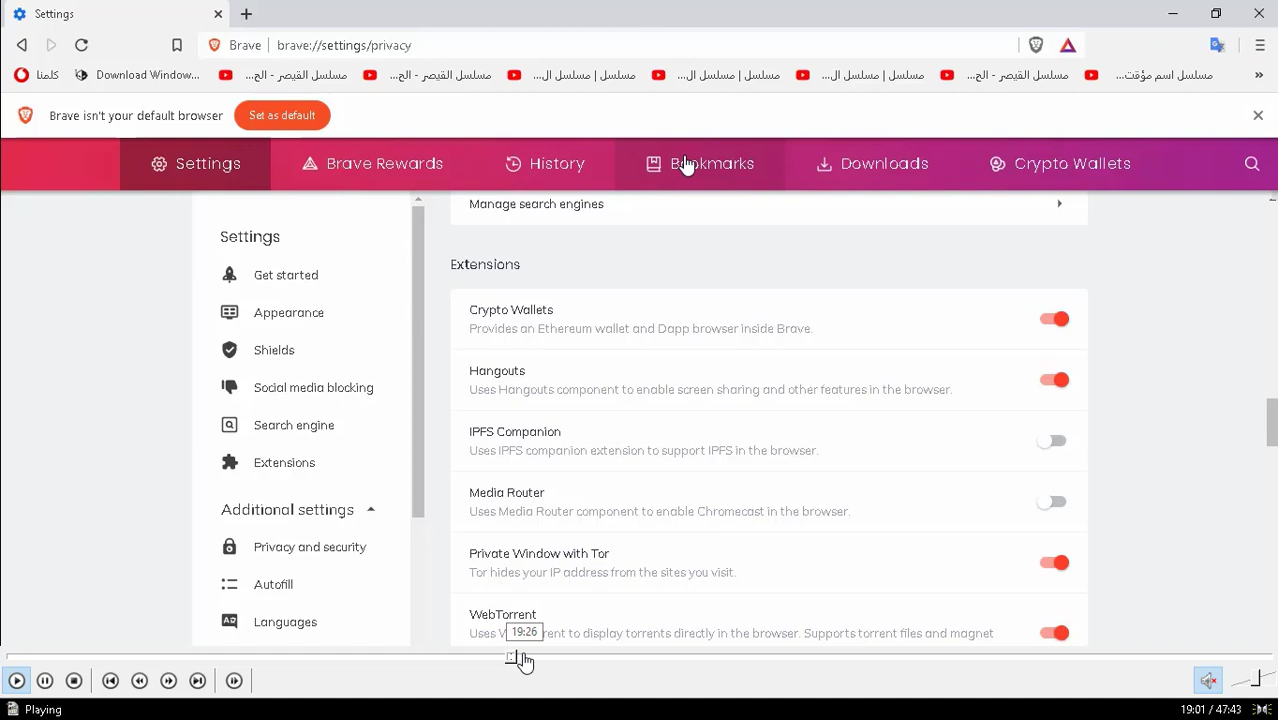 Settings
Brave
brave://settings/privacy
كلمنا
Download Window...
مسلسل القيصر - الح...
مسلسل القيصر - الح...
مسلسل | مسلسل ال...
مسلسل | مسلسل ال...
مسلسل | مسلسل ال...
مسلسل القيصر - الح...
مسلسل اسم مؤقت...
»
Brave isn't your default browser
Set as default
Settings
Brave Rewards
History
Bookmarks
Downloads
Crypto Wallets
Manage search engines
Settings
Get started
Appearance
Shields
Social media blocking
Search engine
Extensions
Additional settings
Privacy and security
Autofill
Languages
Extensions
Crypto Wallets
Provides an Ethereum wallet and Dapp browser inside Brave.
Hangouts
Uses Hangouts component to enable screen sharing and other features in the browser.
IPFS Companion
Uses IPFS companion extension to support IPFS in the browser.
Media Router
Uses Media Router component to enable Chromecast in the browser.
Private Window with Tor
Tor hides your IP address from the sites you visit.
WebTorrent
Uses to display torrents directly in the browser. Supports torrent files and magnet
19:26
Playing
19:01 / 47:43